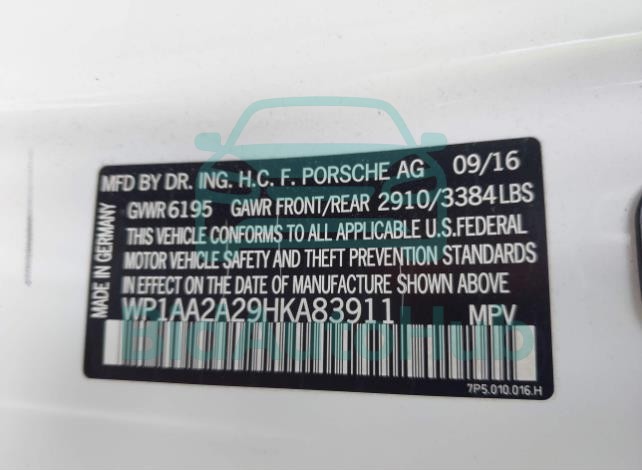 MFD BY DR. ING. H.C. F. PORSCHE AG 09/16
GVWR 6195 GAWR FRONT/REAR 2910/3384 LBS
THIS VEHICLE CONFORMS TO ALL APPLICABLE U.S.FEDERAL
MOTOR VEHICLE SAFETY AND THEFT PREVENTION STANDARDS
IN EFFECT ON THE DATE OF MANUFACTURE SHOWN ABOVE.
WP1AA2A29HKA83911 MPV
MADE IN GERMANY
BidAutoHub
7P5.010.016.H